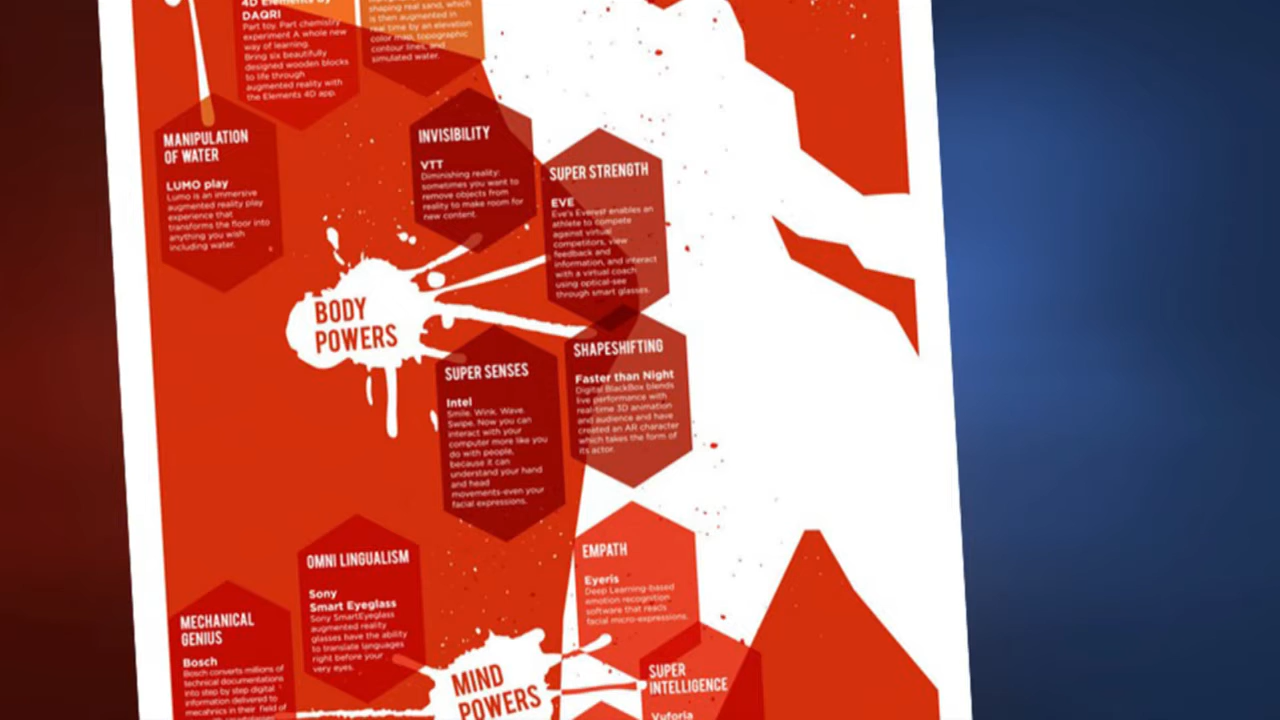 4D Elements by
DAQRI
Part toy. Part chemistry
experiment A whole new
way of learning.
Bring six beautifully
designed wooden blocks
to life through
augmented reality with
the Elements 4D app.
shaping real sand, which
is then augmented in
real time by an elevation
color map, topographic
contour lines, and
simulated water.
MANIPULATION
OF WATER
LUMO play
Lumo is an immersive
augmented reality play
experience that
transforms the floor into
anything you wish
including water.
INVISIBILITY
VTT
Diminishing reality:
sometimes you want to
remove objects from
reality to make room for
new content.
SUPER STRENGTH
EVE
Eve's Everest enables an
athlete to compete
against virtual
competitors, view
feedback and
information, and interact
with a virtual coach
using optical-see
through smart glasses.
BODY
POWERS
SUPER SENSES
Intel
Smile. Wink. Wave.
Swipe. Now you can
interact with your
computer more like you
do with people,
because it can
understand your hand
and head
movements-even your
facial expressions.
SHAPESHIFTING
Faster than Night
Digital BlackBox blends
live performance with
real-time 3D animation
and audience and have
created an AR character
which takes the form of
its actor.
OMNI LINGUALISM
Sony
Smart Eyeglass
Sony SmartEyeglass
augmented reality
glasses have the ability
to translate languages
right before your
very eyes.
EMPATH
Eyeris
Deep Learning-based
emotion recognition
software that reads
facial micro-expressions.
MECHANICAL
GENIUS
Bosch
Bosch converts millions of
technical documentations
into step by step digital
information delivered to
mecahnics in their field of
MIND
POWERS
SUPER
INTELLIGENCE
Vuforia